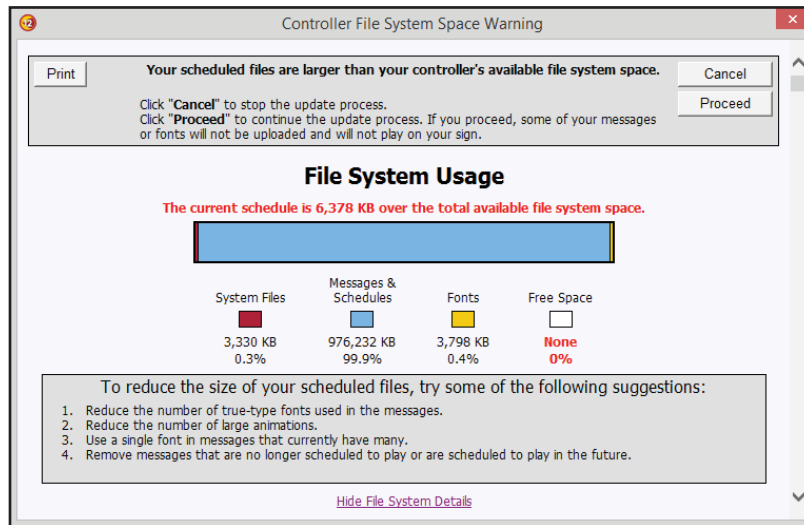 Controller File System Space Warning
Print
Your scheduled files are larger than your controller's available file system space.
Cancel
Click "Cancel" to stop the update process.
Click "Proceed" to continue the update process. If you proceed, some of your messages
or fonts will not be uploaded and will not play on your sign.
Proceed
File System Usage
The current schedule is 6,378 KB over the total available file system space.
System Files
Messages &
Schedules
Fonts
Free Space
3,330 KB
976,232 KB
3,798 KB
None
0.3%
99.9%
0.4%
0%
To reduce the size of your scheduled files, try some of the following suggestions:
1. Reduce the number of true-type fonts used in the messages.
2. Reduce the number of large animations.
3. Use a single font in messages that currently have many.
4. Remove messages that are no longer scheduled to play or are scheduled to play in the future.
Hide File System Details